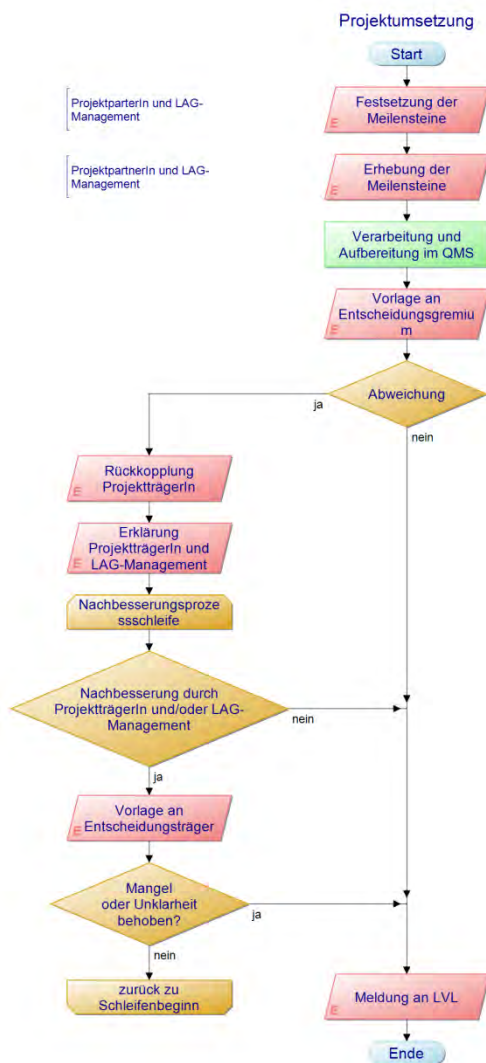 Projektumsetzung
Start
ProjektparterIn und LAG-
Management
Festsetzung der
Meilensteine
E
ProjektpartnerIn und LAG-
Management
Erhebung der
Meilensteine
E
Verarbeitung und
Aufbereitung im QMS
Vorlage an
Entscheidungsgremiu
m
E
Abweichung
ja
nein
Rückkopplung
ProjektträgerIn
E
Erklärung
ProjektträgerIn und
LAG-Management
E
Nachbesserungsproze
ssschleife
Nachbesserung durch
ProjektträgerIn und/oder LAG-
Management
nein
ja
Vorlage an
Entscheidungsträger
E
Mangel
oder Unklarheit
behoben?
ja
nein
zurück zu
Schleifenbeginn
Meldung an LVL
E
Ende